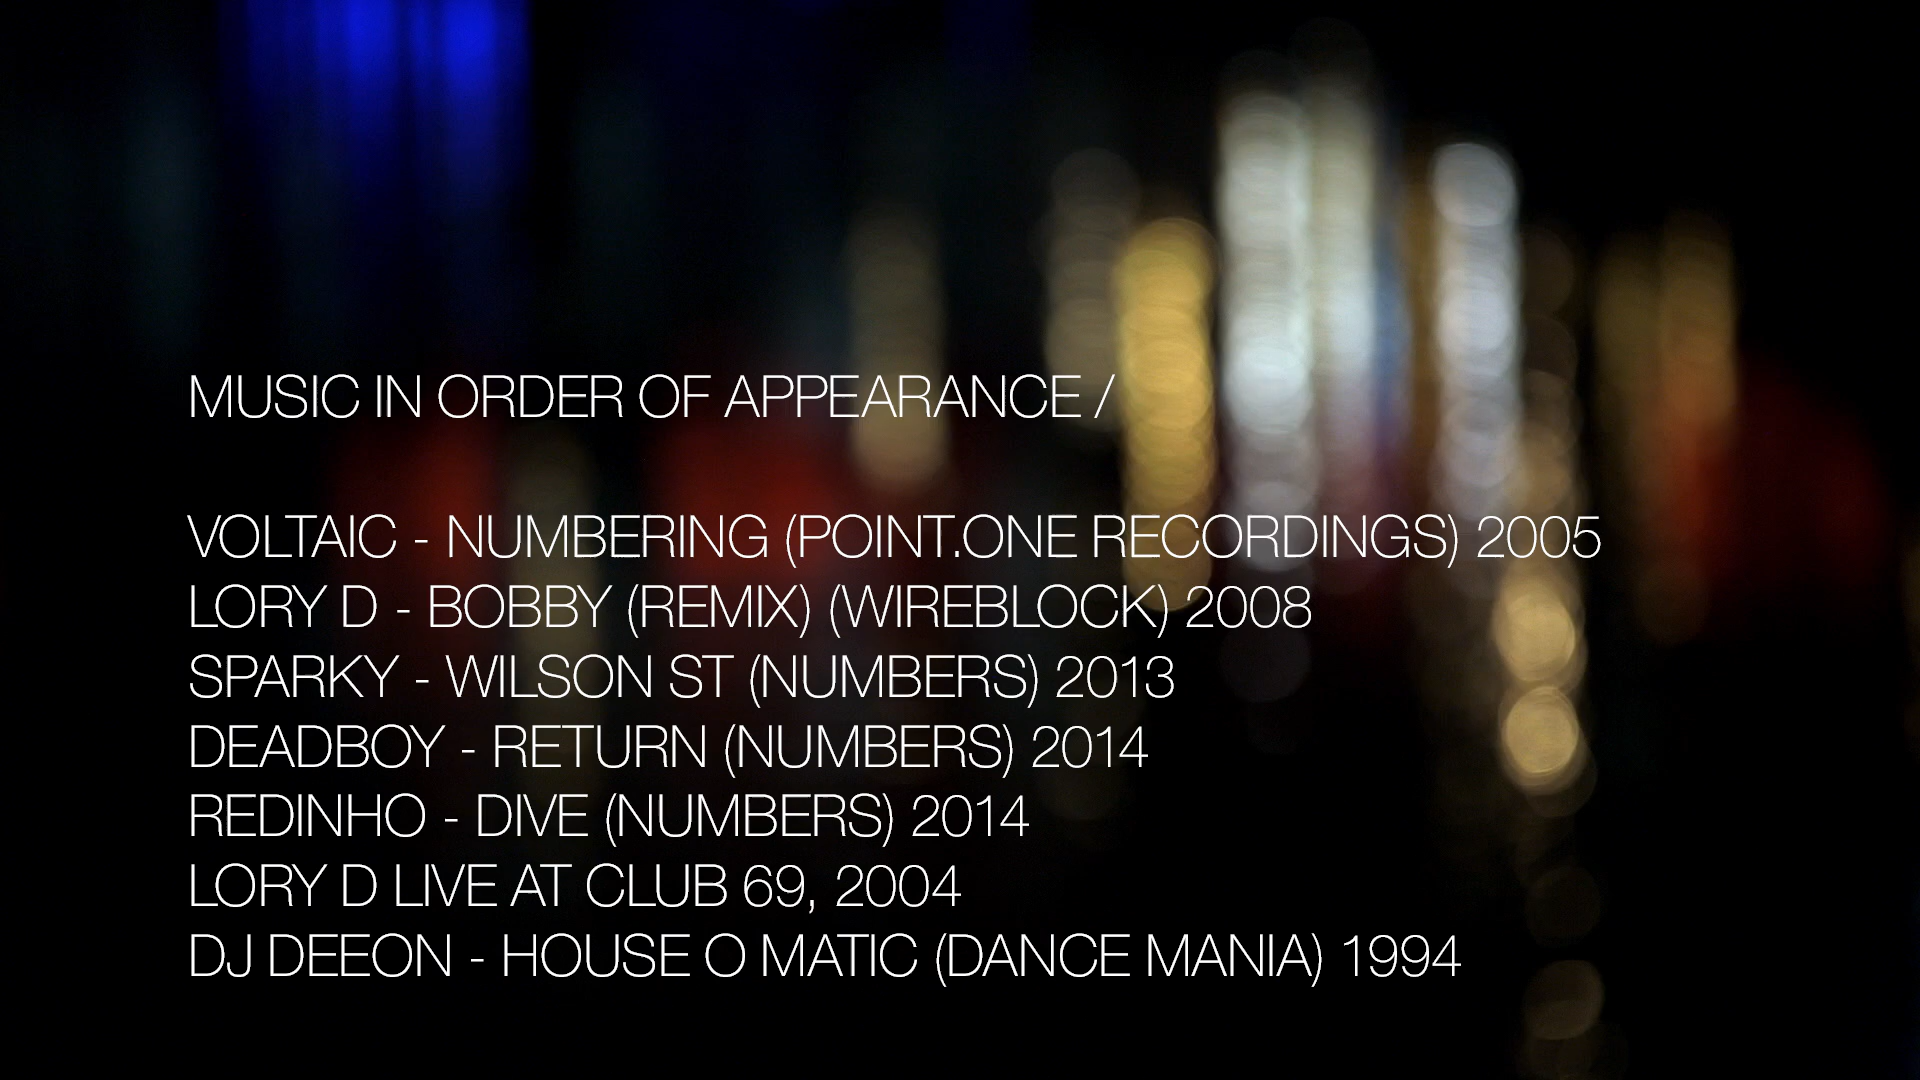 MUSIC IN ORDER OF APPEARANCE /
VOLTAIC - NUMBERING (POINT.ONE RECORDINGS) 2005
LORY D - BOBBY (REMIX) (WIREBLOCK) 2008
SPARKY - WILSON ST (NUMBERS) 2013
DEADBOY - RETURN (NUMBERS) 2014
REDINHO - DIVE (NUMBERS) 2014
LORY D LIVE AT CLUB 69, 2004
DJ DEEON - HOUSE O MATIC (DANCE MANIA) 1994